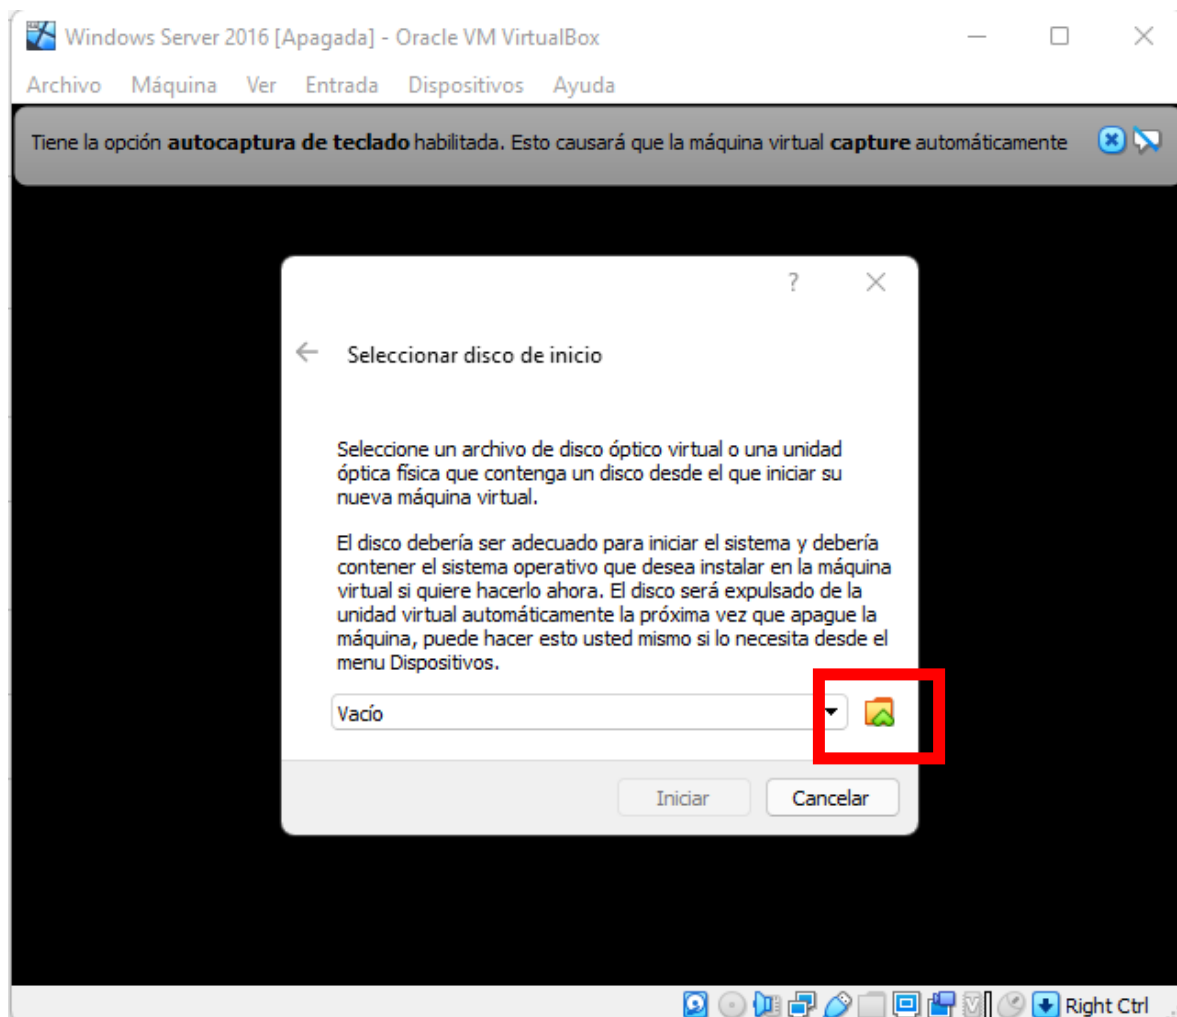 Windows Server 2016 [Apagada] - Oracle VM VirtualBox
Archivo Máquina Ver Entrada Dispositivos Ayuda
Tiene la opción autocaptura de teclado habilitada. Esto causará que la máquina virtual capture automáticamente
?
Seleccionar disco de inicio
Seleccione un archivo de disco óptico virtual o una unidad
óptica física que contenga un disco desde el que iniciar su
nueva máquina virtual.
El disco debería ser adecuado para iniciar el sistema y debería
contener el sistema operativo que desea instalar en la máquina
virtual si quiere hacerlo ahora. El disco será expulsado de la
unidad virtual automáticamente la próxima vez que apague la
máquina, puede hacer esto usted mismo si lo necesita desde el
menu Dispositivos.
Vacío
Iniciar Cancelar
Right Ctrl